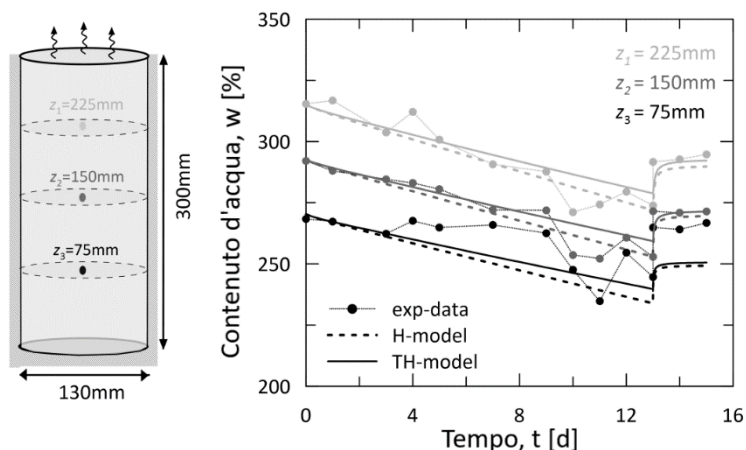 z1=225mm
z2=150mm
z3=75mm
300mm
130mm
Contenuto d'acqua, w [%]
350
300
250
200
z1 = 225mm
z2 = 150mm
z3 = 75mm
exp-data
H-model
TH-model
0
4
8
12
16
Tempo, t [d]